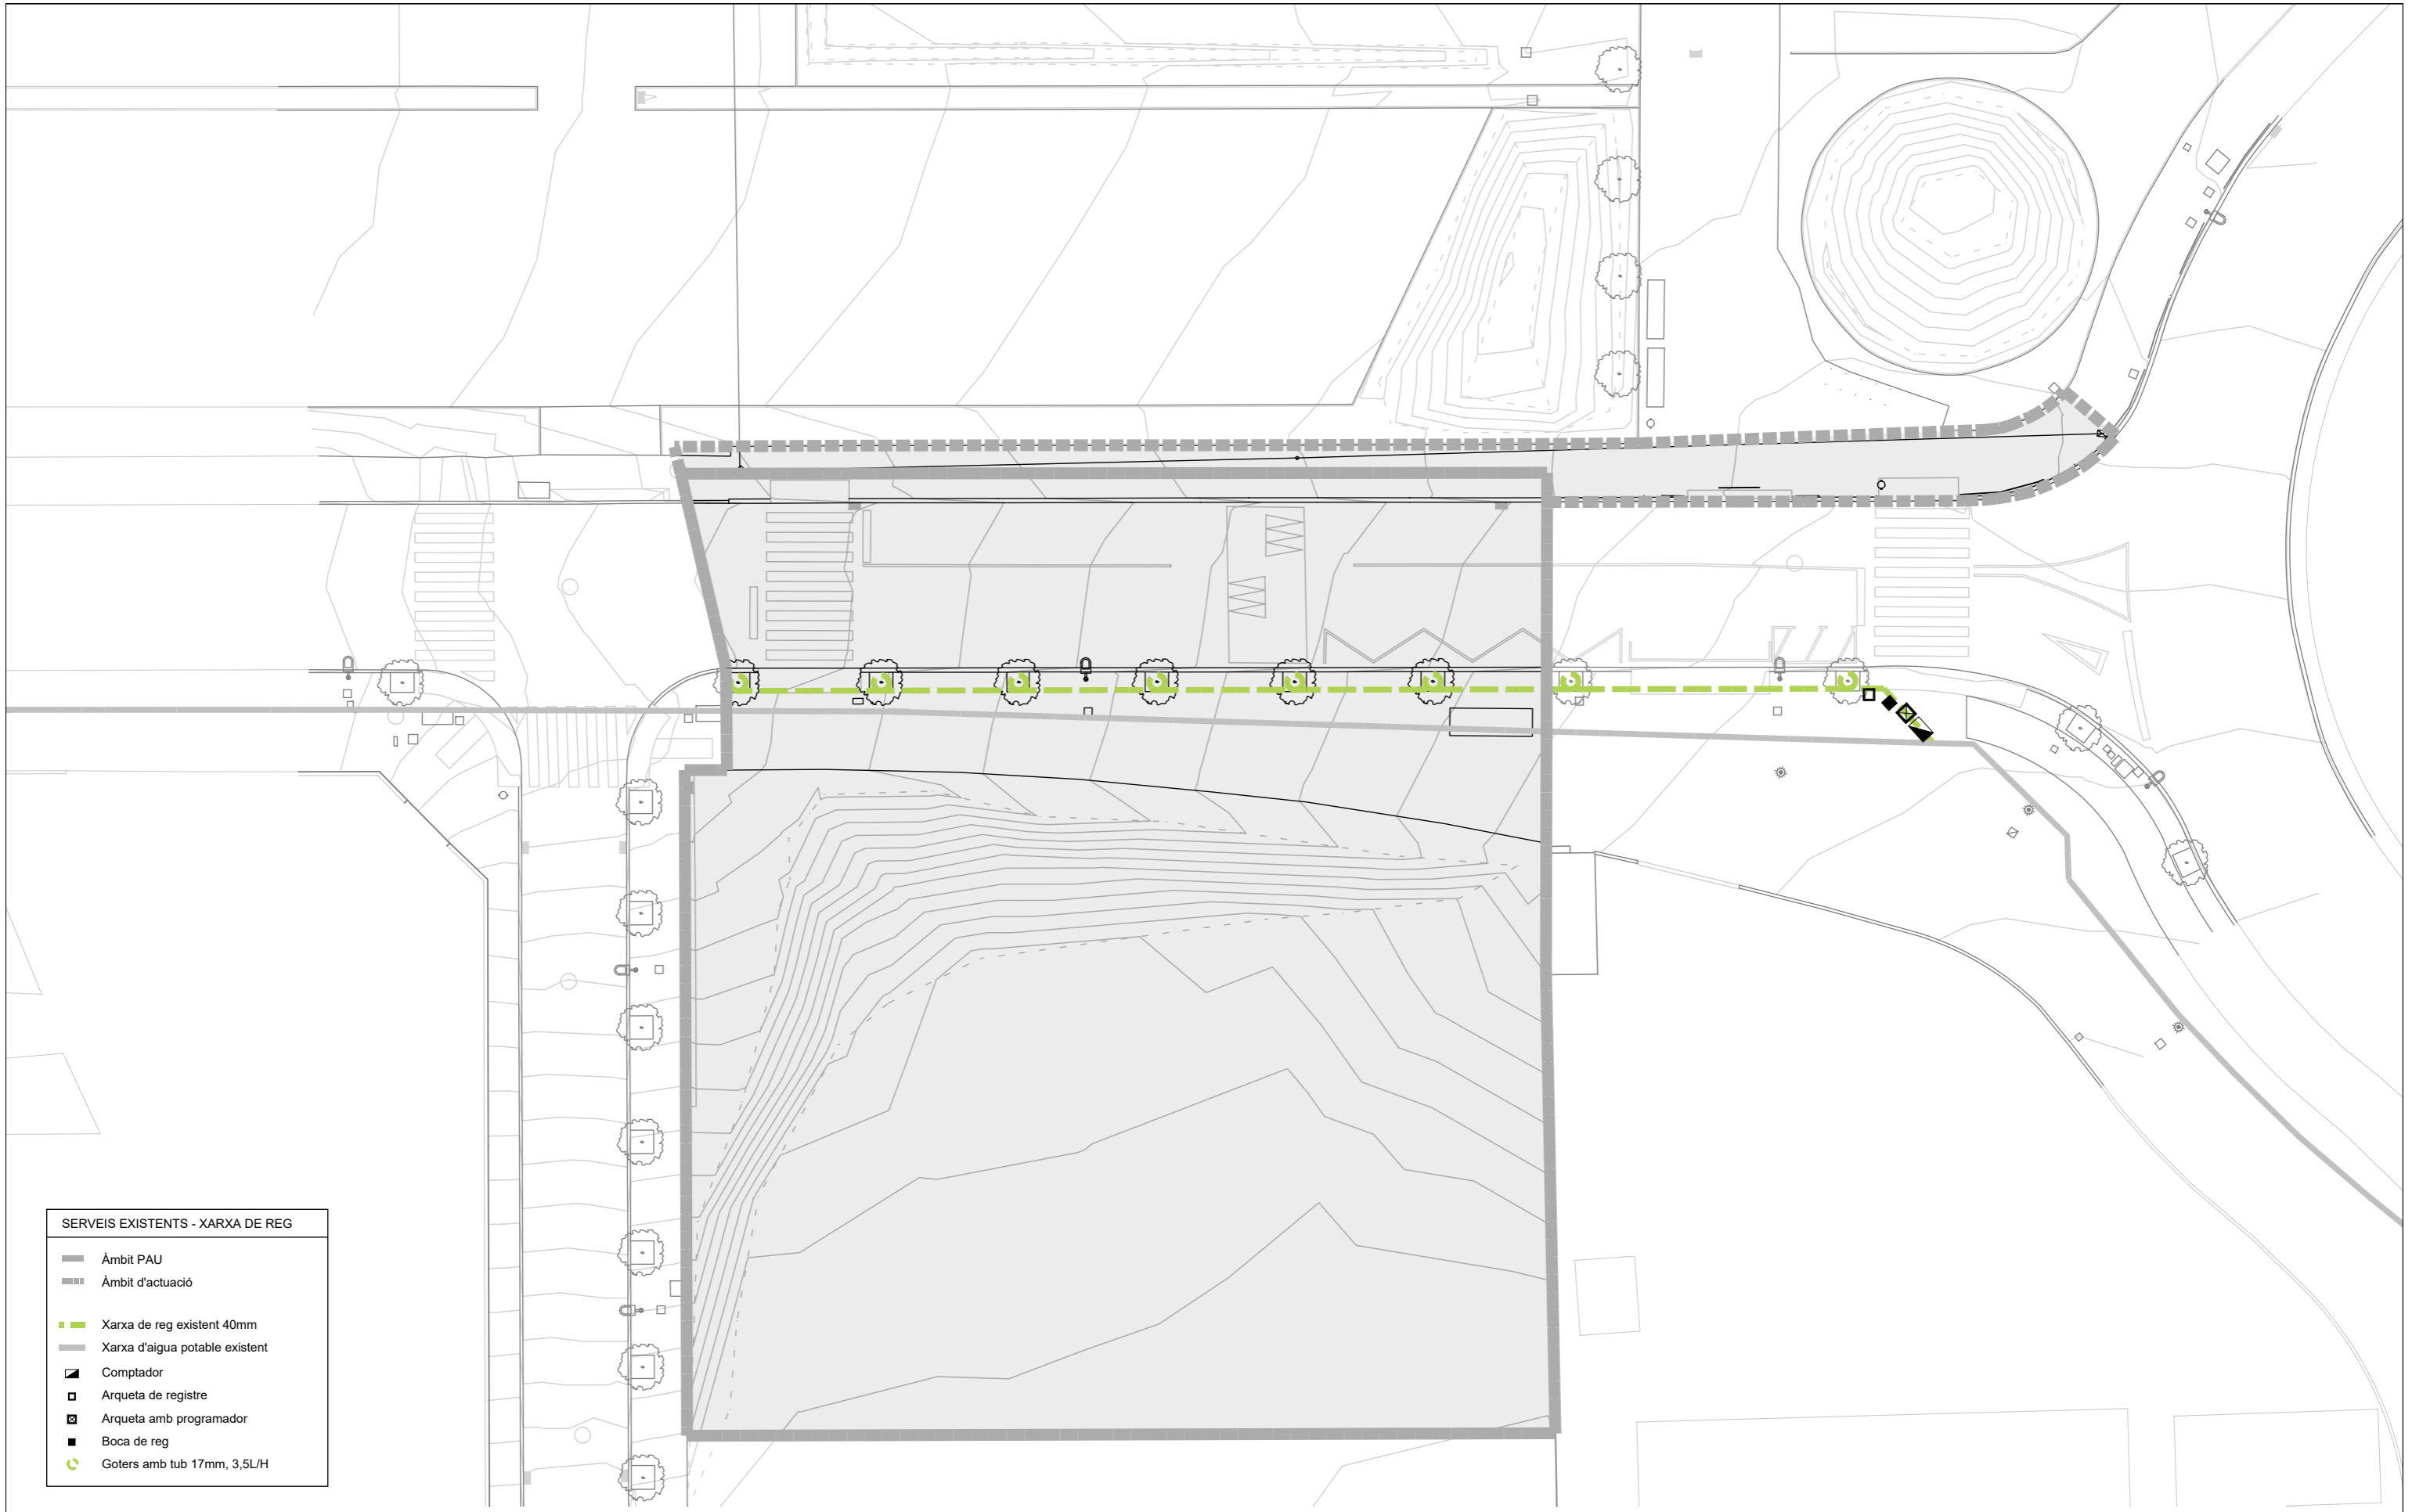 SERVEIS EXISTENTS - XARXA DE REG
Àmbit PAU
Àmbit d'actuació
Xarxa de reg existent 40mm
Xarxa d'aigua potable existent
Comptador
Arqueta de registre
Arqueta amb programador
Boca de reg
Goters amb tub 17mm, 3,5L/H